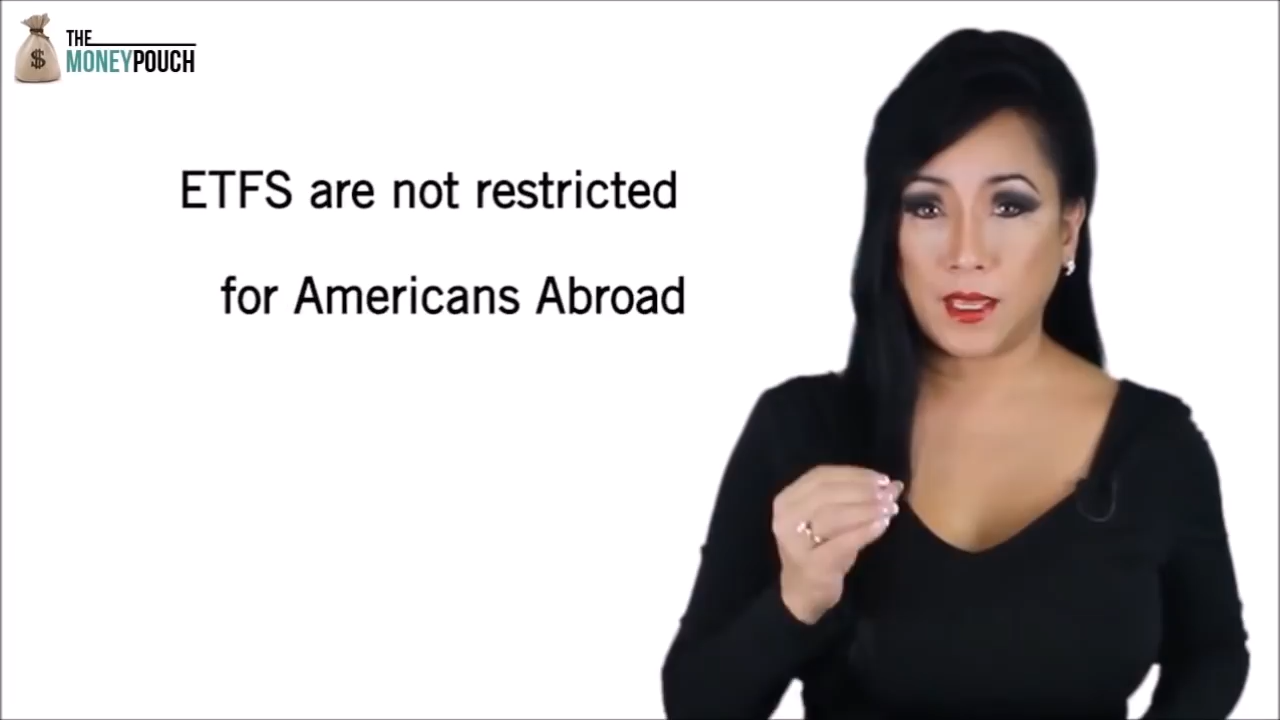 THE
MONEYPOUCH
$
ETFS are not restricted
for Americans Abroad